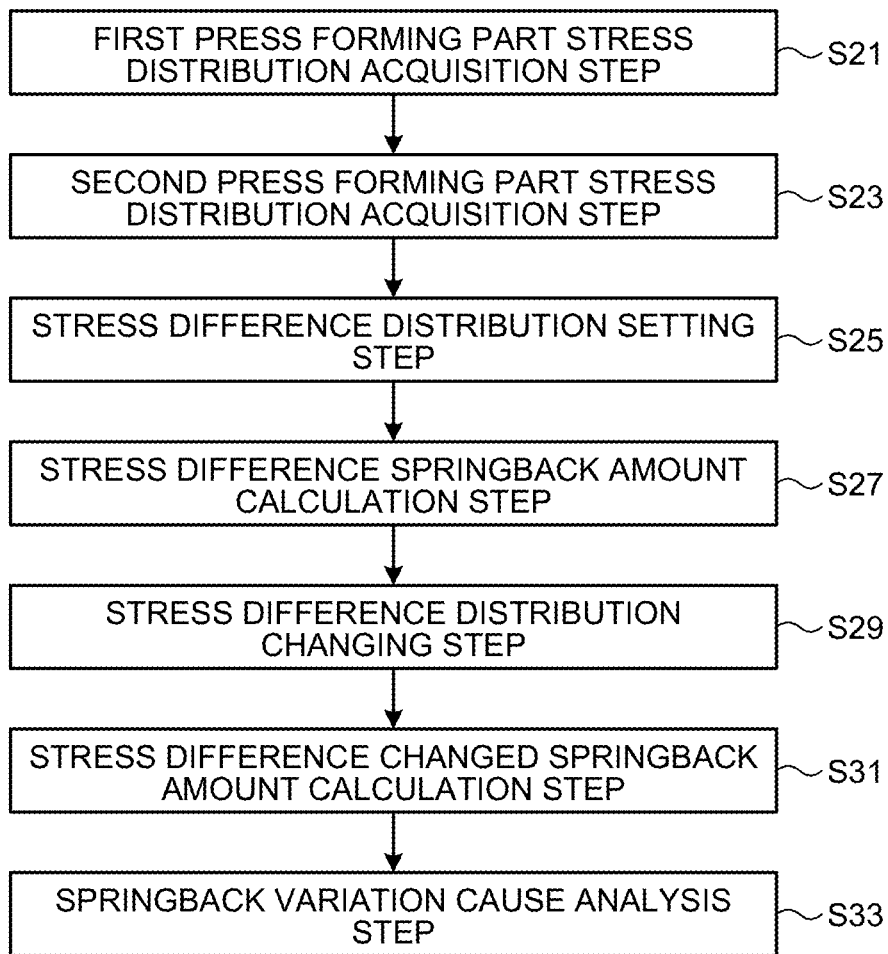 FIRST PRESS FORMING PART STRESS
DISTRIBUTION ACQUISITION STEP
S21
SECOND PRESS FORMING PART STRESS
DISTRIBUTION ACQUISITION STEP
S23
STRESS DIFFERENCE DISTRIBUTION SETTING
STEP
S25
STRESS DIFFERENCE SPRINGBACK AMOUNT
CALCULATION STEP
S27
STRESS DIFFERENCE DISTRIBUTION
CHANGING STEP
S29
STRESS DIFFERENCE CHANGED SPRINGBACK
AMOUNT CALCULATION STEP
S31
SPRINGBACK VARIATION CAUSE ANALYSIS
STEP
S33